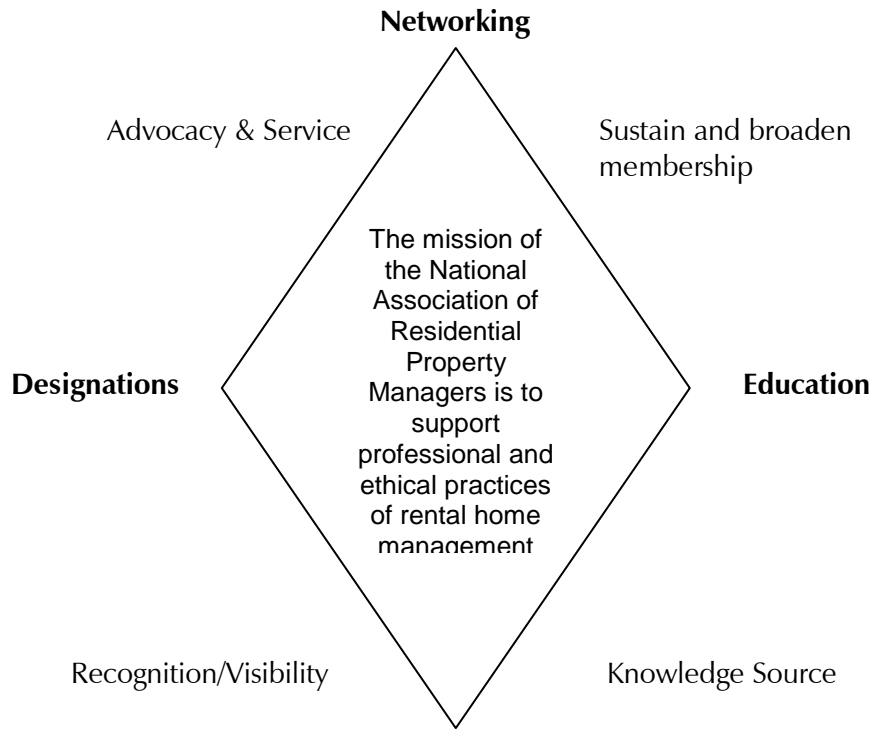 Networking
Advocacy & Service
Sustain and broaden
membership
The mission of
the National
Association of
Residential
Property
Managers is to
support
professional and
ethical practices
of rental home
management
Designations
Education
Recognition/Visibility
Knowledge Source